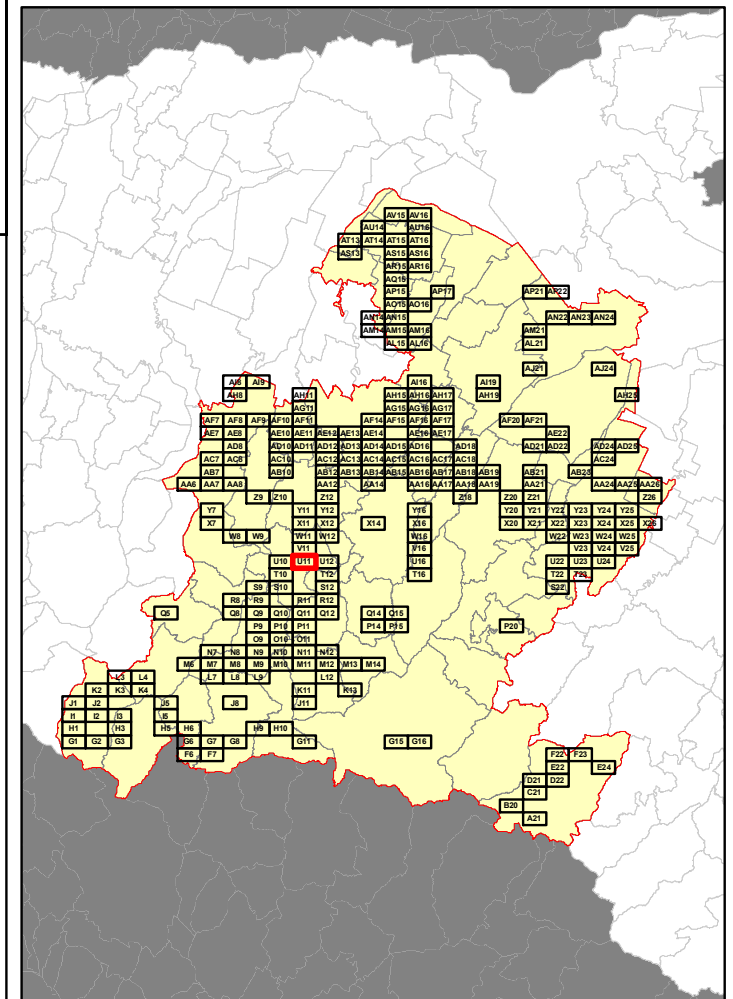 AV15 AV16
AU14 AU16
AT13 AT14 AT15 AT16
AS13 AS15 AS16
AR15 AR16
AQ15
AP15 AP17 AP21 AP22
AO15 AO16
AN14 AN15 AN22 AN23 AN24
AM14 AM15 AM16 AM21
AL15 AL16 AL21
AJ21 AJ24
AI8 AI9 AI16 AI19
AH8 AH11 AH15 AH16 AH17 AH19 AH25
AG11 AG15 AG16 AG17
AF7 AF8 AF9 AF10 AF11 AF14 AF15 AF16 AF17 AF20 AF21
AE7 AE8 AE10 AE11 AE12 AE13 AE14 AE16 AE17 AE22
AD8 AD10 AD11 AD12 AD13 AD14 AD15 AD16 AD18 AD21 AD22 AD24 AD25
AC7 AC8 AC10 AC12 AC13 AC14 AC15 AC16 AC17 AC18 AC24
AB7 AB10 AB12 AB13 AB14 AB15 AB16 AB17 AB18 AB19 AB21 AB23
AA6 AA7 AA8 AA12 AA14 AA16 AA17 AA18 AA19 AA21 AA24 AA25 AA26
Z9 Z10 Z12 Z18 Z20 Z21 Z26
Y7 Y11 Y12 Y16 Y20 Y21 Y22 Y23 Y24 Y25
X7 X11 X12 X14 X16 X20 X21 X22 X23 X24 X25 X26
W8 W9 W11 W12 W16 W22 W23 W24 W25
V11 V16 V23 V24 V25
U10 U11 U12 U16 U22 U23 U24
T10 T12 T16 T22 T23
S9 S10 S12 S22
R8 R9 R11 R12
Q5 Q8 Q9 Q10 Q11 Q12 Q14 Q15
P9 P10 P11 P14 P15 P20
O9 O10 O11
N7 N8 N9 N10 N11 N12
M6 M7 M8 M9 M10 M11 M12 M13 M14
L3 L4 L7 L8 L9 L12
K2 K3 K4 K11 K13
J1 J2 J5 J8 J11
I1 I2 I3 I5
H1 H3 H5 H6 H9 H10
G1 G2 G3 G6 G7 G8 G11 G15 G16
F6 F7 F22 F23
E22 E24
D21 D22
C21
B20
A21